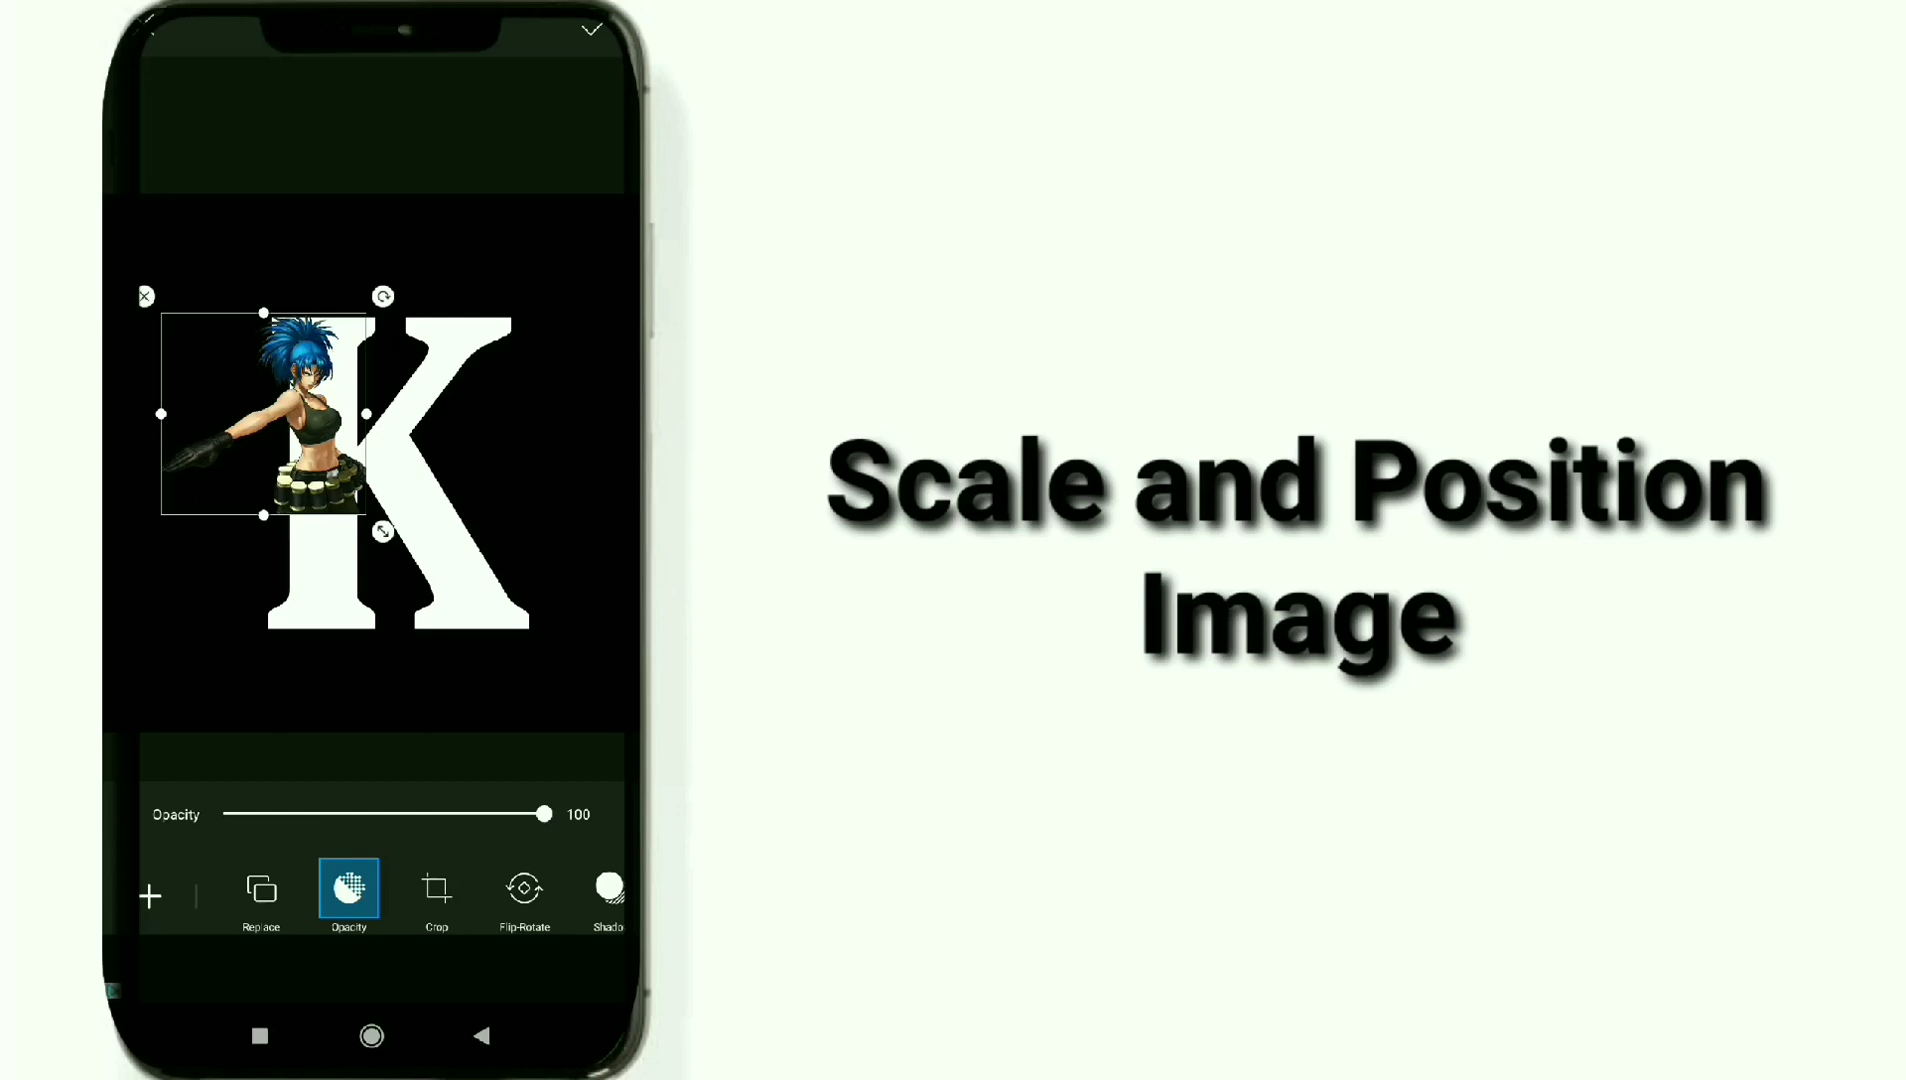 K
Scale and Position
Image
Opacity 100
Replace Opacity Crop Flip-Rotate Shado